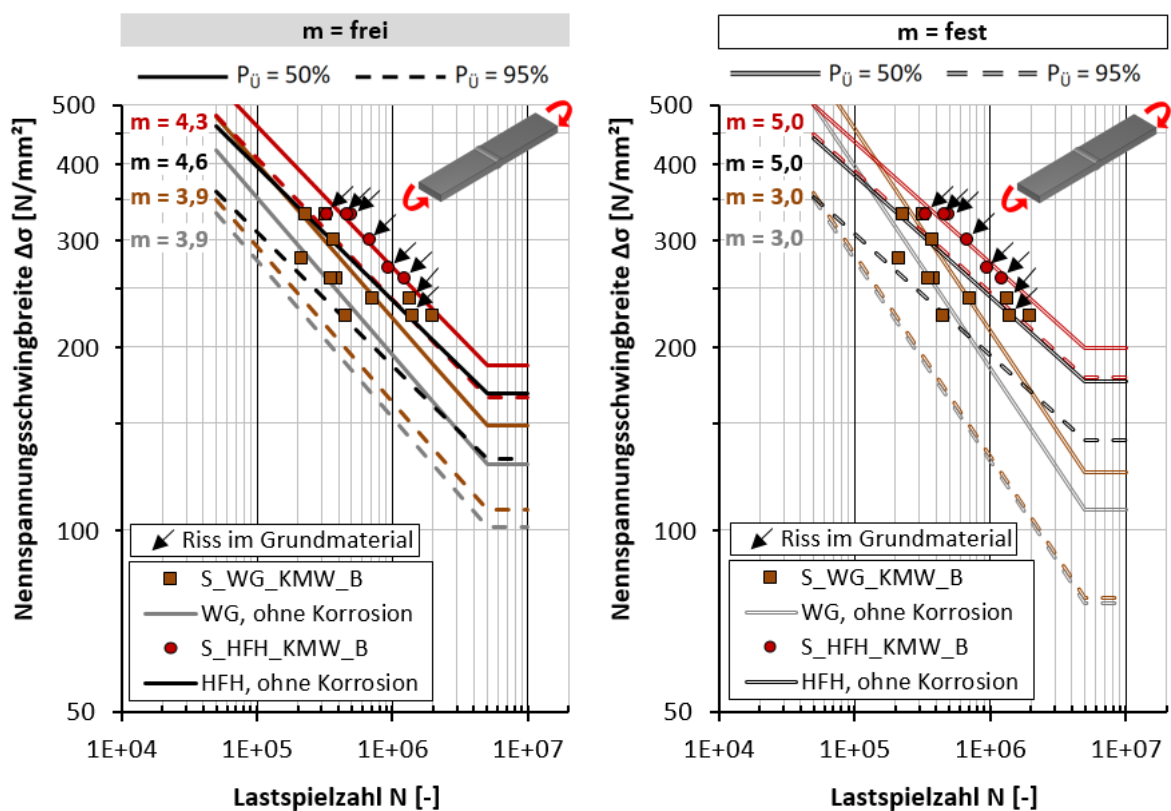 m = frei
P_Ü = 50% P_Ü = 95%
Nennspannungsschwingbreite Δσ [N/mm²]
500
400
300
200
100
50
m = 4,3
m = 4,6
m = 3,9
m = 3,9
Riss im Grundmaterial
S_WG_KMW_B
WG, ohne Korrosion
S_HFH_KMW_B
HFH, ohne Korrosion
1E+04 1E+05 1E+06 1E+07
Lastspielzahl N [-]
m = fest
P_Ü = 50% P_Ü = 95%
Nennspannungsschwingbreite Δσ [N/mm²]
500
400
300
200
100
50
m = 5,0
m = 5,0
m = 3,0
m = 3,0
Riss im Grundmaterial
S_WG_KMW_B
WG, ohne Korrosion
S_HFH_KMW_B
HFH, ohne Korrosion
1E+04 1E+05 1E+06 1E+07
Lastspielzahl N [-]